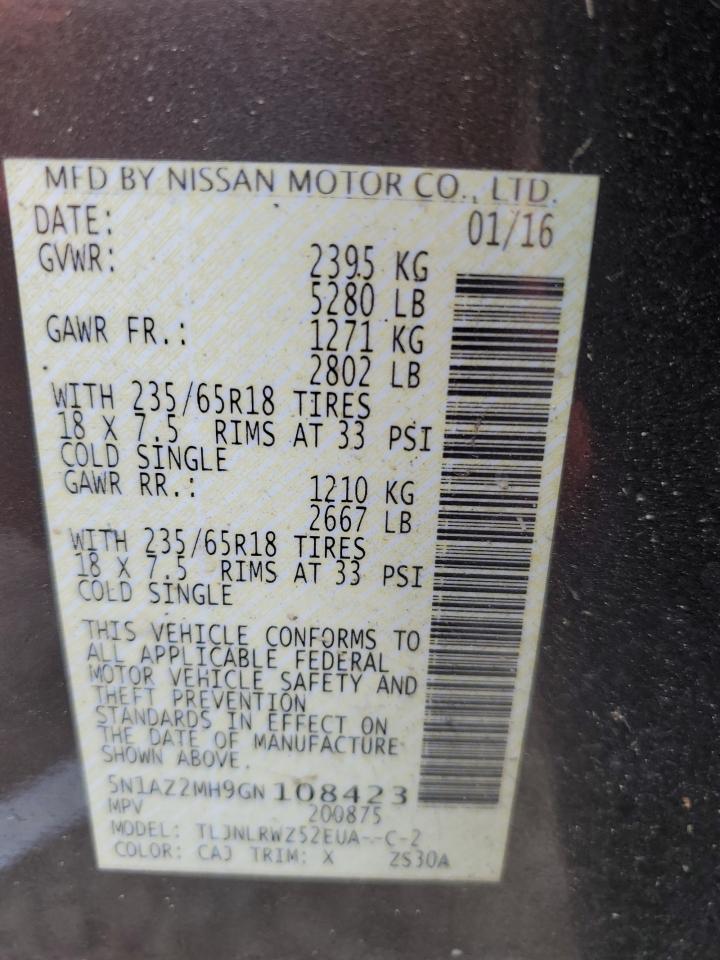 MFD BY NISSAN MOTOR CO., LTD.
DATE: 01/16
GVWR: 2395 KG
5280 LB
GAWR FR.: 1271 KG
2802 LB
WITH 235/65R18 TIRES
18 X 7.5 RIMS AT 33 PSI
COLD SINGLE
GAWR RR.: 1210 KG
2667 LB
WITH 235/65R18 TIRES
18 X 7.5 RIMS AT 33 PSI
COLD SINGLE
THIS VEHICLE CONFORMS TO
ALL APPLICABLE FEDERAL
MOTOR VEHICLE SAFETY AND
THEFT PREVENTION
STANDARDS IN EFFECT ON
THE DATE OF MANUFACTURE
SHOWN ABOVE.
5N1AZ2MH9GN108423
MPV 200875
MODEL: TLJNLRWZ52EUA--C-2
COLOR: CAJ TRIM: X ZS30A